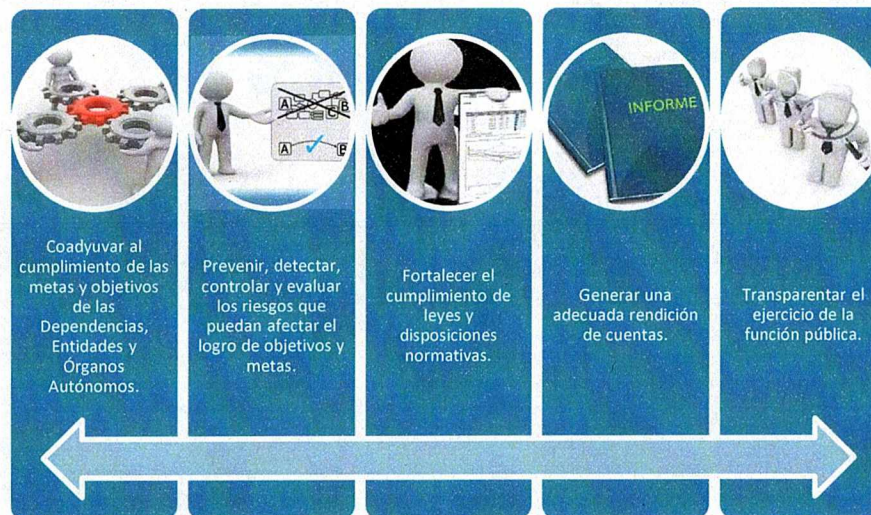 A
B
A
B
INFORME
Coadyuvar al
cumplimiento de las
metas y objetivos
de las
Dependencias,
Entidades y
Órganos
Autónomos.
Prevenir, detectar,
controlar y evaluar
los riesgos que
puedan afectar el
logro de objetivos y
metas.
Fortalecer el
cumplimiento de
leyes y
disposiciones
normativas.
Generar una
adecuada rendición
de cuentas.
Transparentar el
ejercicio de la
función pública.